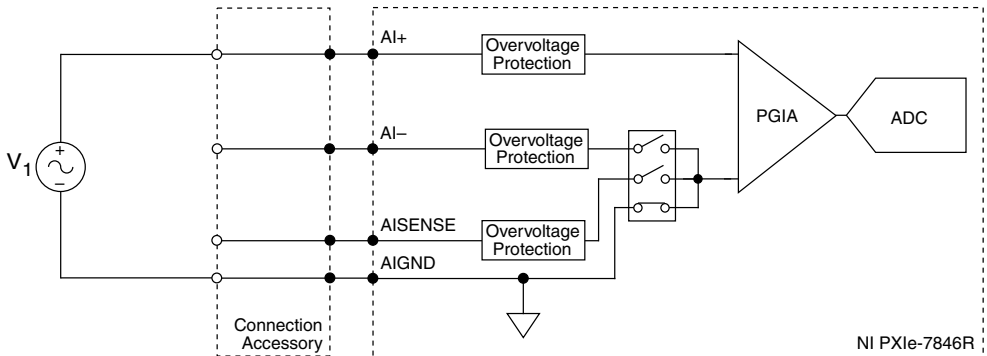 AI+
Overvoltage
Protection
PGIA
ADC
AI–
Overvoltage
Protection
V1
+
–
AISENSE
Overvoltage
Protection
AIGND
Connection
Accessory
NI PXIe-7846R